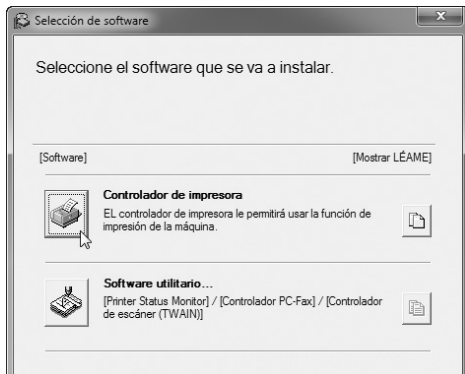 Selección de software
Seleccione el software que se va a instalar.
[Software] [Mostrar LÉAME]
Controlador de impresora
EL controlador de impresora le permitirá usar la función de
impresión de la máquina.
Software utilitario...
[Printer Status Monitor] / [Controlador PC-Fax] / [Controlador
de escáner (TWAIN)]